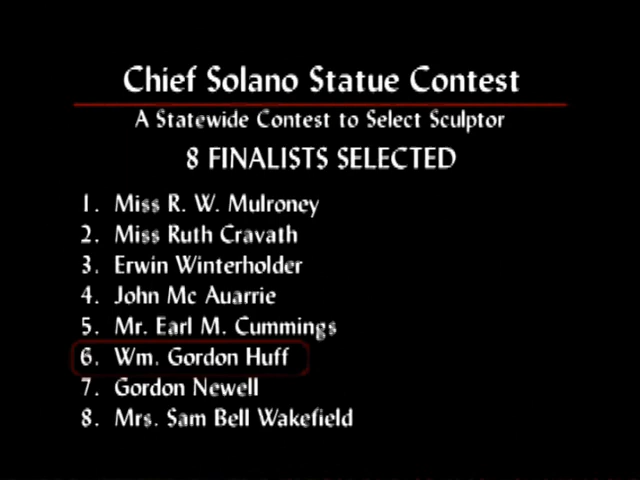 Chief Solano Statue Contest
A Statewide Contest to Select Sculptor
8 FINALISTS SELECTED
1. Miss R. W. Mulroney
2. Miss Ruth Cravath
3. Erwin Winterholder
4. John Mc Auarrie
5. Mr. Earl M. Cummings
6. Wm. Gordon Huff
7. Gordon Newell
8. Mrs. Sam Bell Wakefield